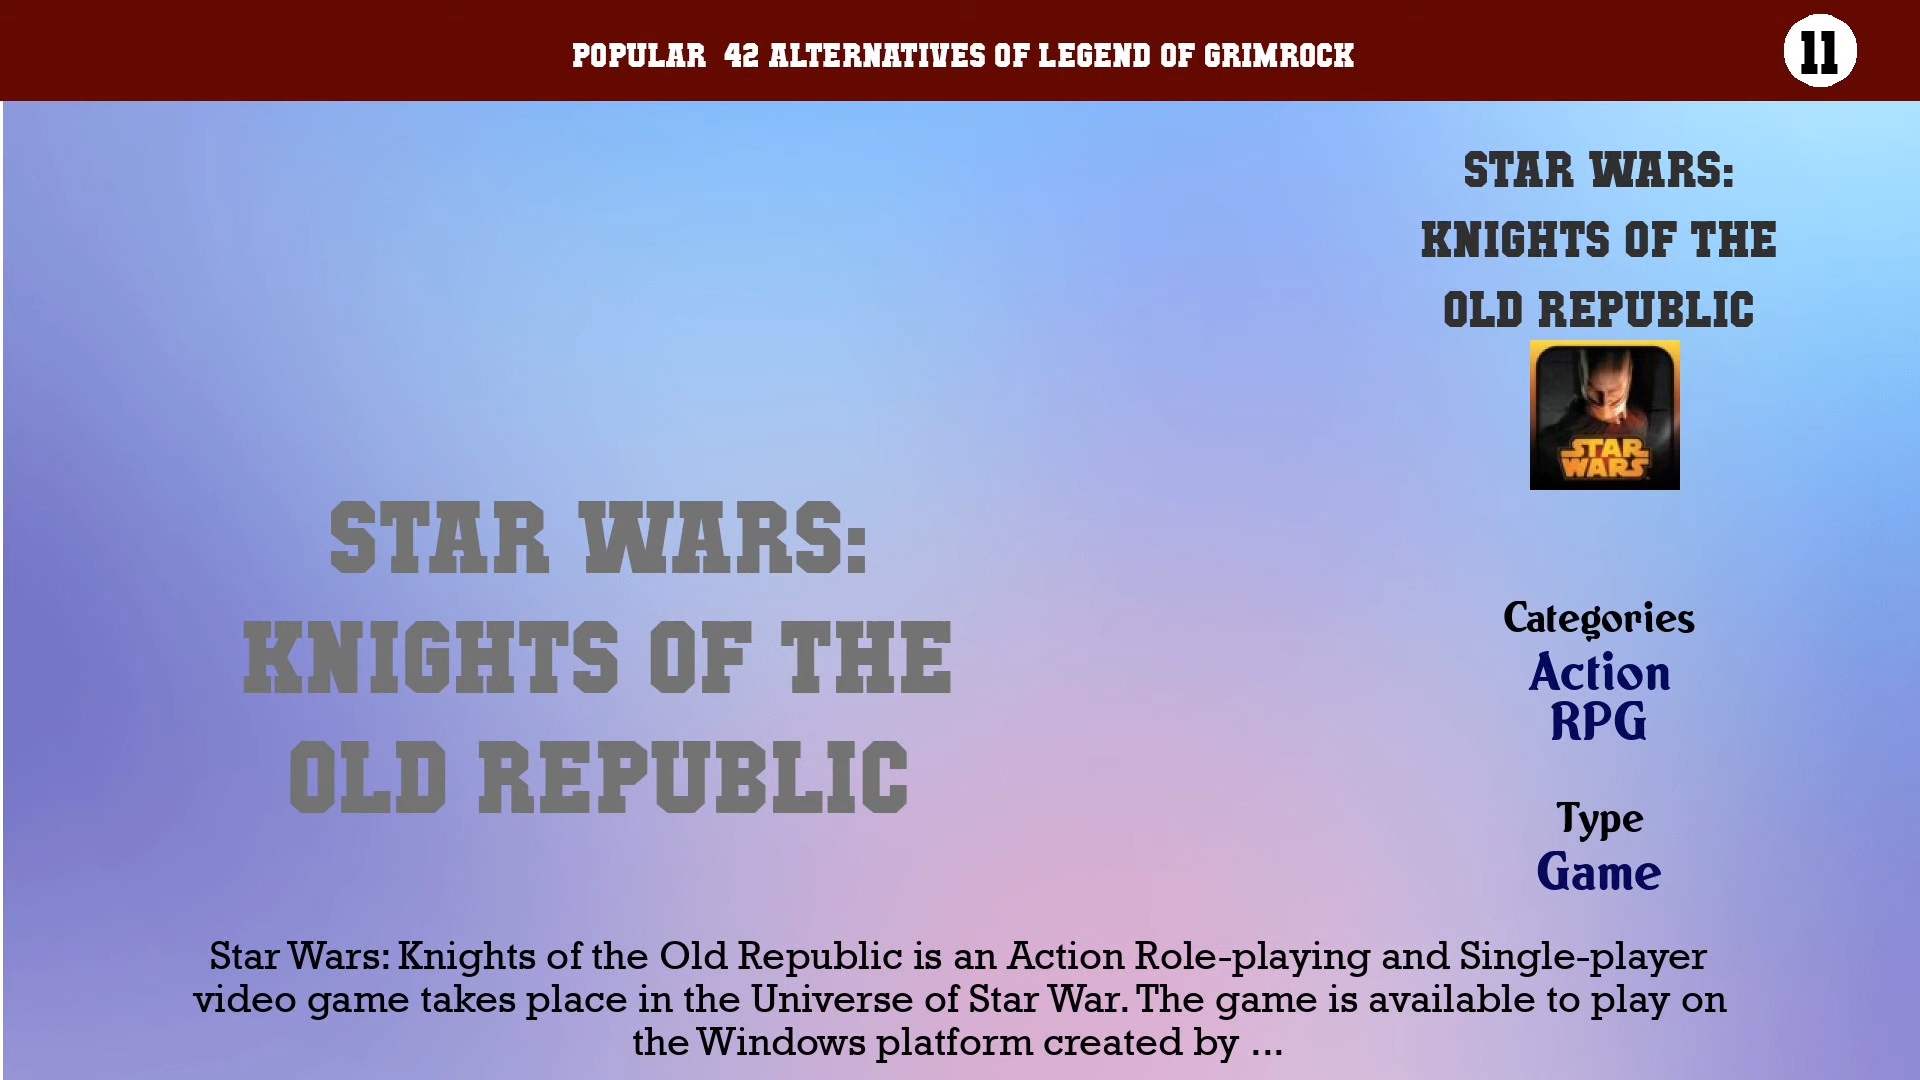 POPULAR 42 ALTERNATIVES OF LEGEND OF GRIMROCK
11
STAR WARS:
KNIGHTS OF THE
OLD REPUBLIC
STAR
WARS
STAR WARS:
KNIGHTS OF THE
OLD REPUBLIC
Categories
Action
RPG
Type
Game
Star Wars: Knights of the Old Republic is an Action Role-playing and Single-player
video game takes place in the Universe of Star War. The game is available to play on
the Windows platform created by ...